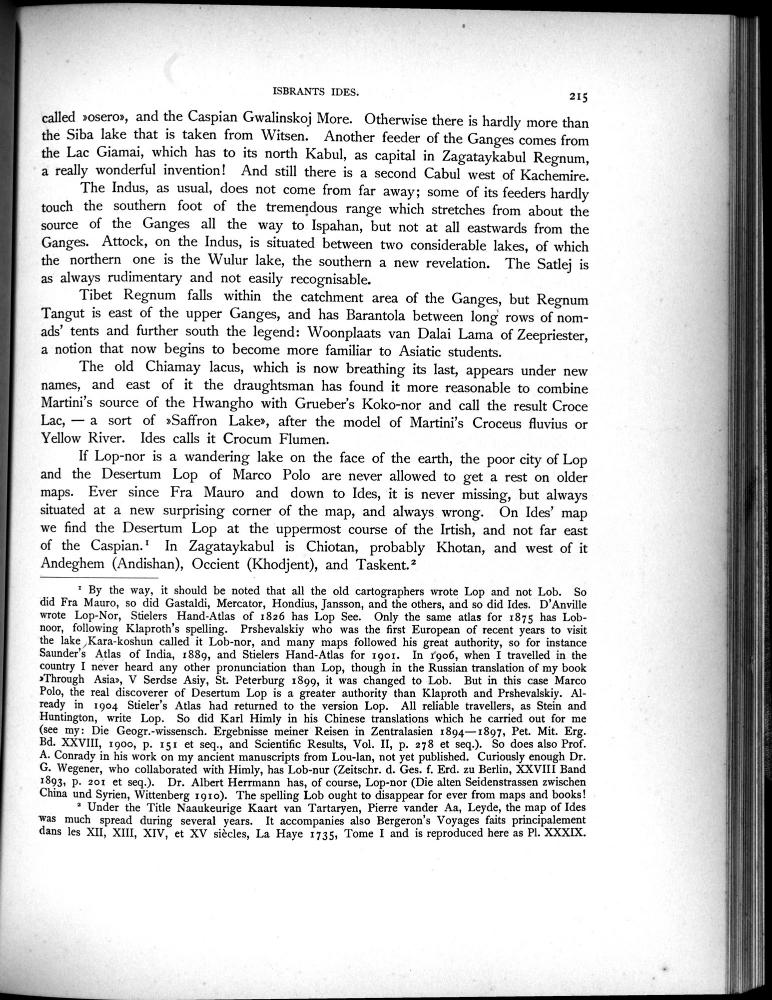 ISBRANTS IDES.
215
called »osero», and the Caspian Gwalinskoj More. Otherwise there is hardly more than
the Siba lake that is taken from Witsen. Another feeder of the Ganges comes from
the Lac Giamai, which has to its north Kabul, as capital in Zagataykabul Regnum,
a really wonderful invention! And still there is a second Cabul west of Kachemire.
The Indus, as usual, does not come from far away; some of its feeders hardly
touch the southern foot of the tremendous range which stretches from about the
source of the Ganges all the way to Ispahan, but not at all eastwards from the
Ganges. Attock, on the Indus, is situated between two considerable lakes, of which
the northern one is the Wulur lake, the southern a new revelation. The Satlej is
as always rudimentary and not easily recognisable.
Tibet Regnum falls within the catchment area of the Ganges, but Regnum
Tangut is east of the upper Ganges, and has Barantola between long rows of nom-
ads' tents and further south the legend: Woonplaats van Dalai Lama of Zeepriester,
a notion that now begins to become more familiar to Asiatic students.
The old Chiamay lacus, which is now breathing its last, appears under new
names, and east of it the draughtsman has found it more reasonable to combine
Martini's source of the Hwangho with Grueber's Koko-nor and call the result Croce
Lac, — a sort of »Saffron Lake», after the model of Martini's Croceus fluvius or
Yellow River. Ides calls it Crocum Flumen.
If Lop-nor is a wandering lake on the face of the earth, the poor city of Lop
and the Desertum Lop of Marco Polo are never allowed to get a rest on older
maps. Ever since Fra Mauro and down to Ides, it is never missing, but always
situated at a new surprising corner of the map, and always wrong. On Ides' map
we find the Desertum Lop at the uppermost course of the Irtish, and not far east
of the Caspian.¹ In Zagataykabul is Chiotan, probably Khotan, and west of it
Andeghem (Andishan), Occient (Khodjent), and Taskent.²
¹ By the way, it should be noted that all the old cartographers wrote Lop and not Lob. So
did Fra Mauro, so did Gastaldi, Mercator, Hondius, Jansson, and the others, and so did Ides. D'Anville
wrote Lop-Nor, Stielers Hand-Atlas of 1826 has Lop See. Only the same atlas for 1875 has Lob-
noor, following Klaproth's spelling. Prshevalskiy who was the first European of recent years to visit
the lake Kara-koshun called it Lob-nor, and many maps followed his great authority, so for instance
Saunder's Atlas of India, 1889, and Stielers Hand-Atlas for 1901. In 1906, when I travelled in the
country I never heard any other pronunciation than Lop, though in the Russian translation of my book
»Through Asia», V Serdse Asiy, St. Peterburg 1899, it was changed to Lob. But in this case Marco
Polo, the real discoverer of Desertum Lop is a greater authority than Klaproth and Prshevalskiy. Al-
ready in 1904 Stieler's Atlas had returned to the version Lop. All reliable travellers, as Stein and
Huntington, write Lop. So did Karl Himly in his Chinese translations which he carried out for me
(see my: Die Geogr.-wissensch. Ergebnisse meiner Reisen in Zentralasien 1894—1897, Pet. Mit. Erg.
Bd. XXVIII, 1900, p. 151 et seq., and Scientific Results, Vol. II, p. 278 et seq.). So does also Prof.
A. Conrady in his work on my ancient manuscripts from Lou-lan, not yet published. Curiously enough Dr.
G. Wegener, who collaborated with Himly, has Lob-nur (Zeitschr. d. Ges. f. Erd. zu Berlin, XXVIII Band
1893, p. 201 et seq.). Dr. Albert Herrmann has, of course, Lop-nor (Die alten Seidenstrassen zwischen
China und Syrien, Wittenberg 1910). The spelling Lob ought to disappear for ever from maps and books!
² Under the Title Naaukeurige Kaart van Tartaryen, Pierre vander Aa, Leyde, the map of Ides
was much spread during several years. It accompanies also Bergeron's Voyages faits principalement
dans les XII, XIII, XIV, et XV siècles, La Haye 1735, Tome I and is reproduced here as Pl. XXXIX.